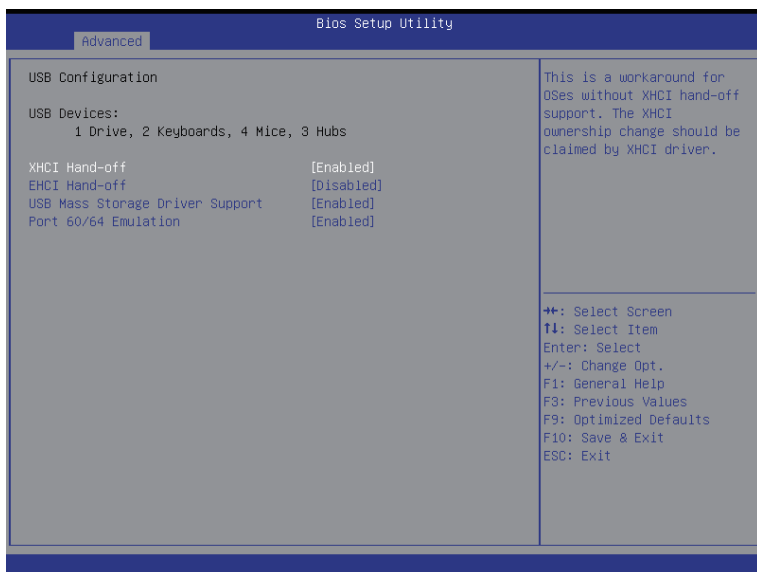 Bios Setup Utility
Advanced
USB Configuration
USB Devices:
1 Drive, 2 Keyboards, 4 Mice, 3 Hubs
XHCI Hand-off [Enabled]
EHCI Hand-off [Disabled]
USB Mass Storage Driver Support [Enabled]
Port 60/64 Emulation [Enabled]
This is a workaround for
OSes without XHCI hand-off
support. The XHCI
ownership change should be
claimed by XHCI driver.
→←: Select Screen
↑↓: Select Item
Enter: Select
+/-: Change Opt.
F1: General Help
F3: Previous Values
F9: Optimized Defaults
F10: Save & Exit
ESC: Exit